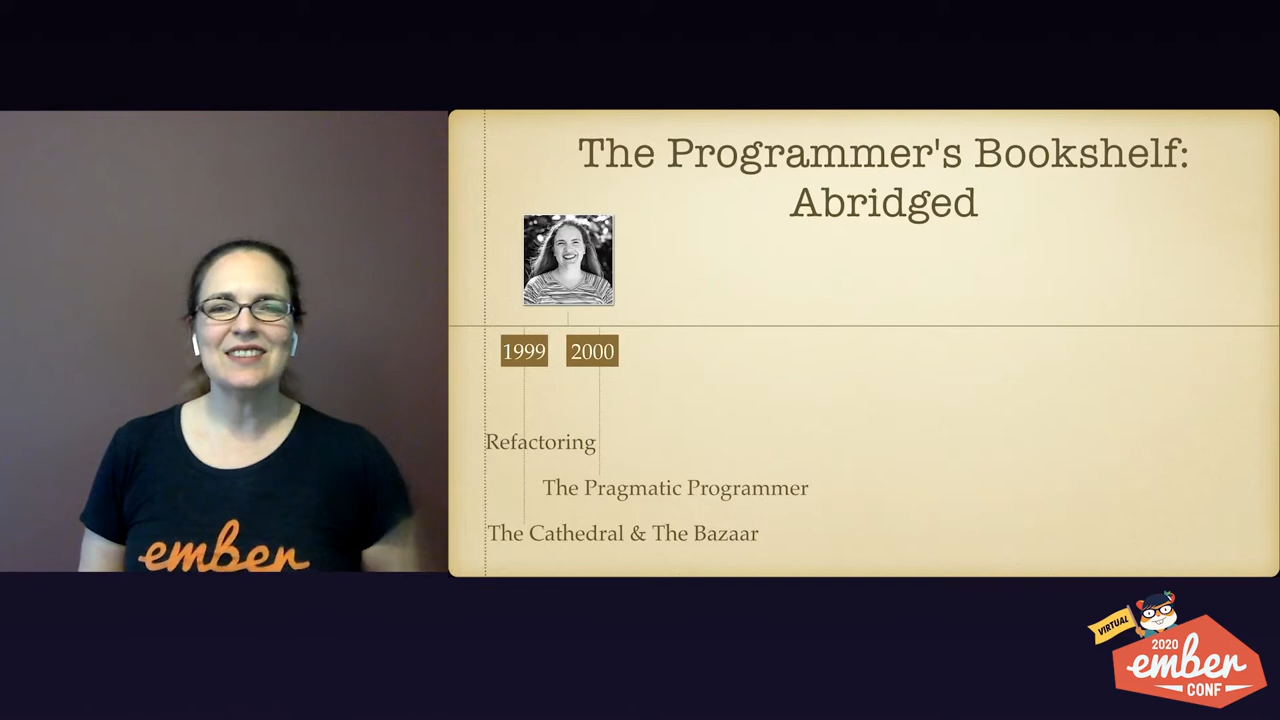 The Programmer's Bookshelf:
Abridged
1999 2000
Refactoring
The Pragmatic Programmer
The Cathedral & The Bazaar
ember
VIRTUAL
2020
ember
CONF